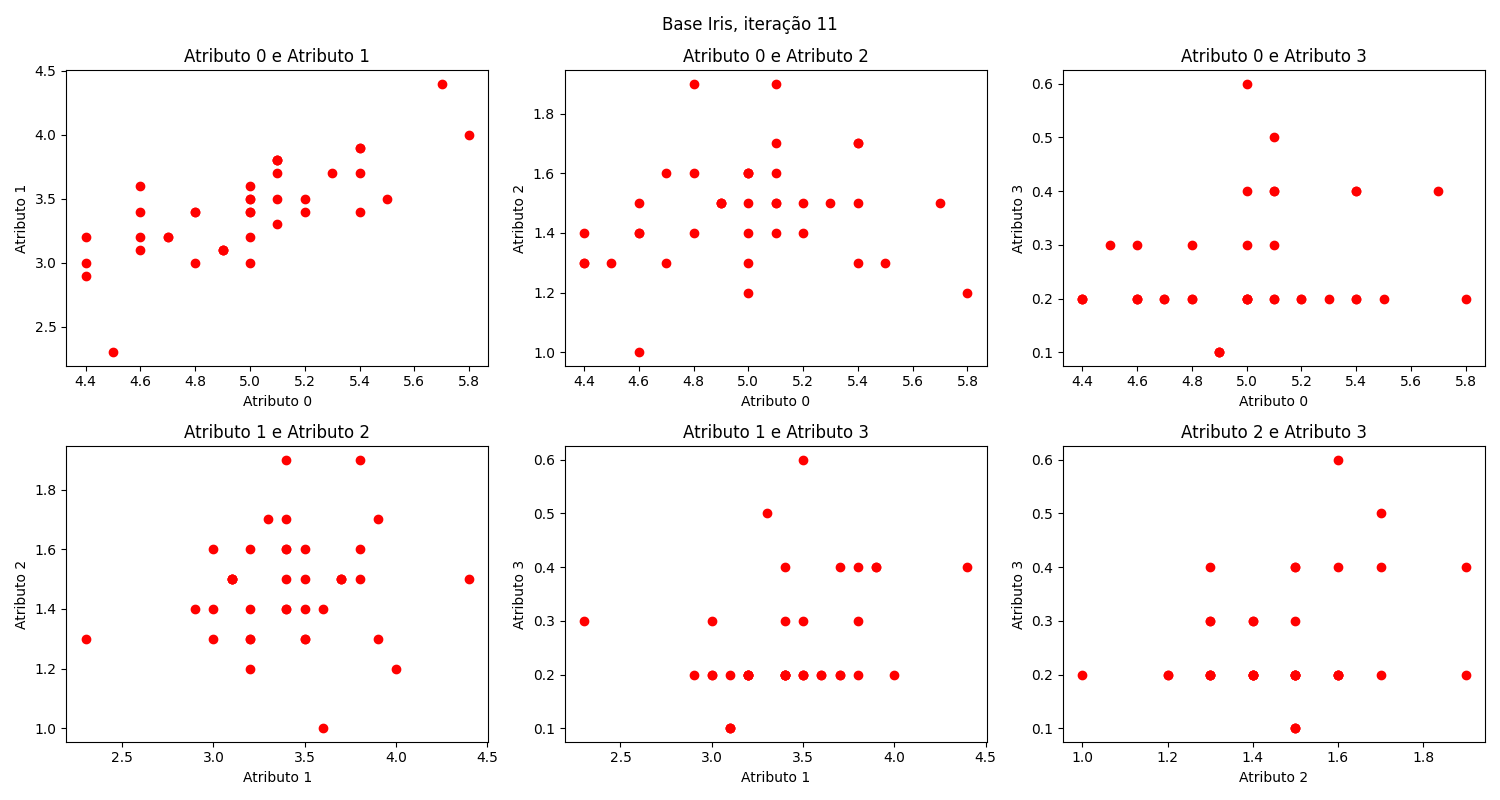 Base Iris, iteração 11
Atributo 0 e Atributo 1
4.5
4.0
3.5
3.0
2.5
Atributo 1
4.4 4.6 4.8 5.0 5.2 5.4 5.6 5.8
Atributo 0
Atributo 0 e Atributo 2
1.8
1.6
1.4
1.2
1.0
Atributo 2
4.4 4.6 4.8 5.0 5.2 5.4 5.6 5.8
Atributo 0
Atributo 0 e Atributo 3
0.6
0.5
0.4
0.3
0.2
0.1
Atributo 3
4.4 4.6 4.8 5.0 5.2 5.4 5.6 5.8
Atributo 0
Atributo 1 e Atributo 2
1.8
1.6
1.4
1.2
1.0
Atributo 2
2.5 3.0 3.5 4.0 4.5
Atributo 1
Atributo 1 e Atributo 3
0.6
0.5
0.4
0.3
0.2
0.1
Atributo 3
2.5 3.0 3.5 4.0 4.5
Atributo 1
Atributo 2 e Atributo 3
0.6
0.5
0.4
0.3
0.2
0.1
Atributo 3
1.0 1.2 1.4 1.6 1.8
Atributo 2